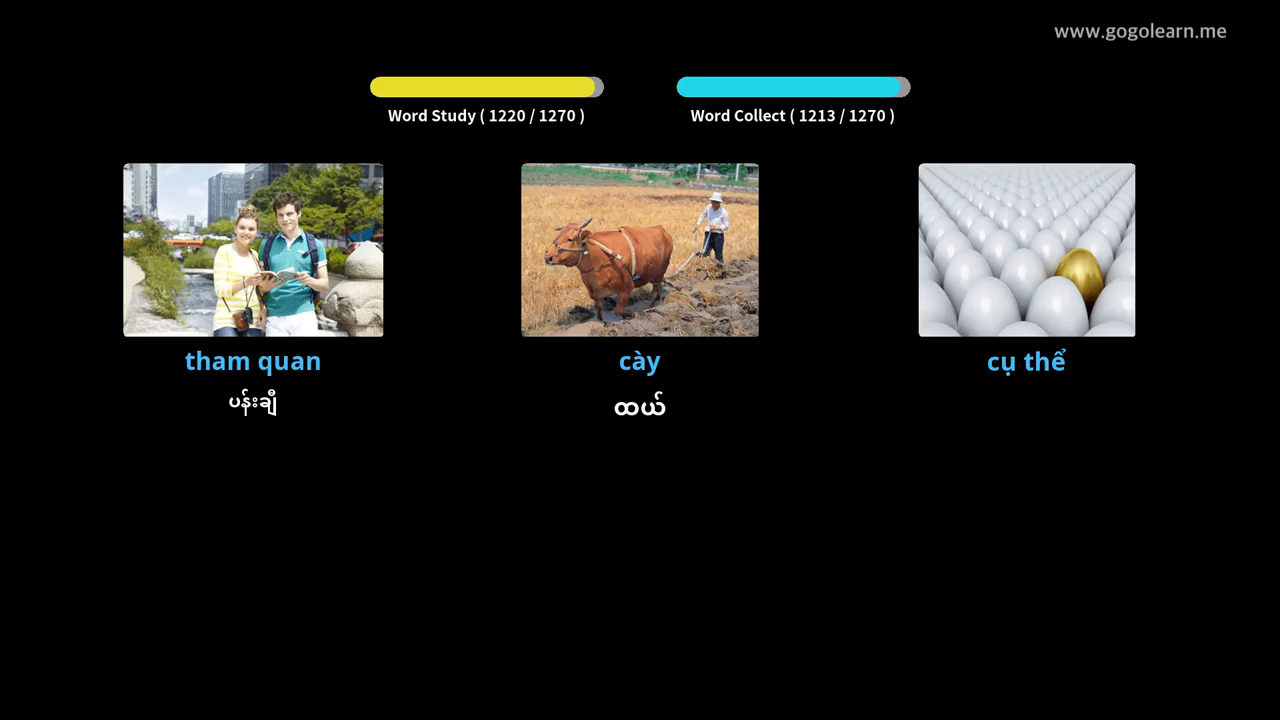 www.gogolearn.me
Word Study ( 1220 / 1270 )
Word Collect ( 1213 / 1270 )
tham quan
cày
cụ thể
ပန်းချီ
ထယ်